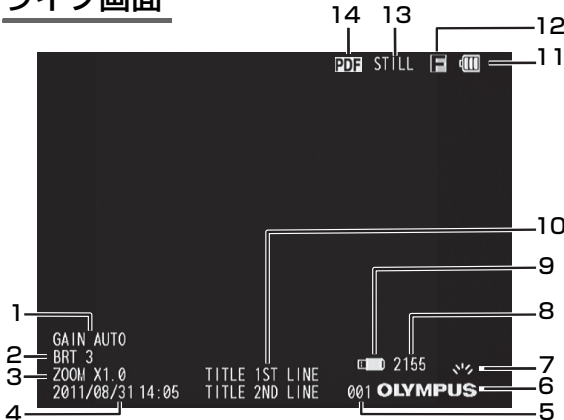 ライブ画面
14 13
12
PDF STILL F
11
10
9
8
1
GAIN AUTO
2
BRT 3
2155
7
3
ZOOM X1.0
TITLE 1ST LINE
6
2011/08/31 14:05
TITLE 2ND LINE
001 OLYMPUS
4
5